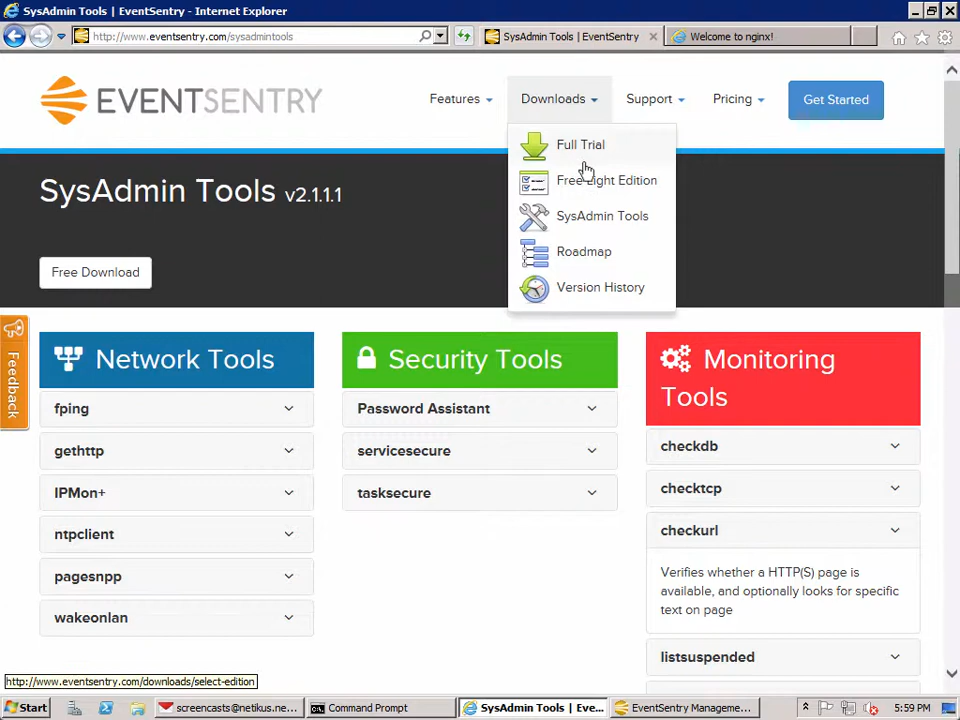 SysAdmin Tools | EventSentry - Internet Explorer
http://www.eventsentry.com/sysadmintools
SysAdmin Tools | EventSentry
Welcome to nginx!
EVENTSENTRY
Features
Downloads
Support
Pricing
Get Started
Full Trial
Free Light Edition
SysAdmin Tools
Roadmap
Version History
SysAdmin Tools v2.1.1.1
Free Download
Feedback
Network Tools
fping
gethttp
IPMon+
ntpclient
pagesnpp
wakeonlan
Security Tools
Password Assistant
servicesecure
tasksecure
Monitoring
Tools
checkdb
checktcp
checkurl
Verifies whether a HTTP(S) page is
available, and optionally looks for specific
text on page
listsuspended
http://www.eventsentry.com/downloads/select-edition
Start
screencasts@netikus.ne...
Command Prompt
SysAdmin Tools | Eve...
EventSentry Manageme...
5:59 PM